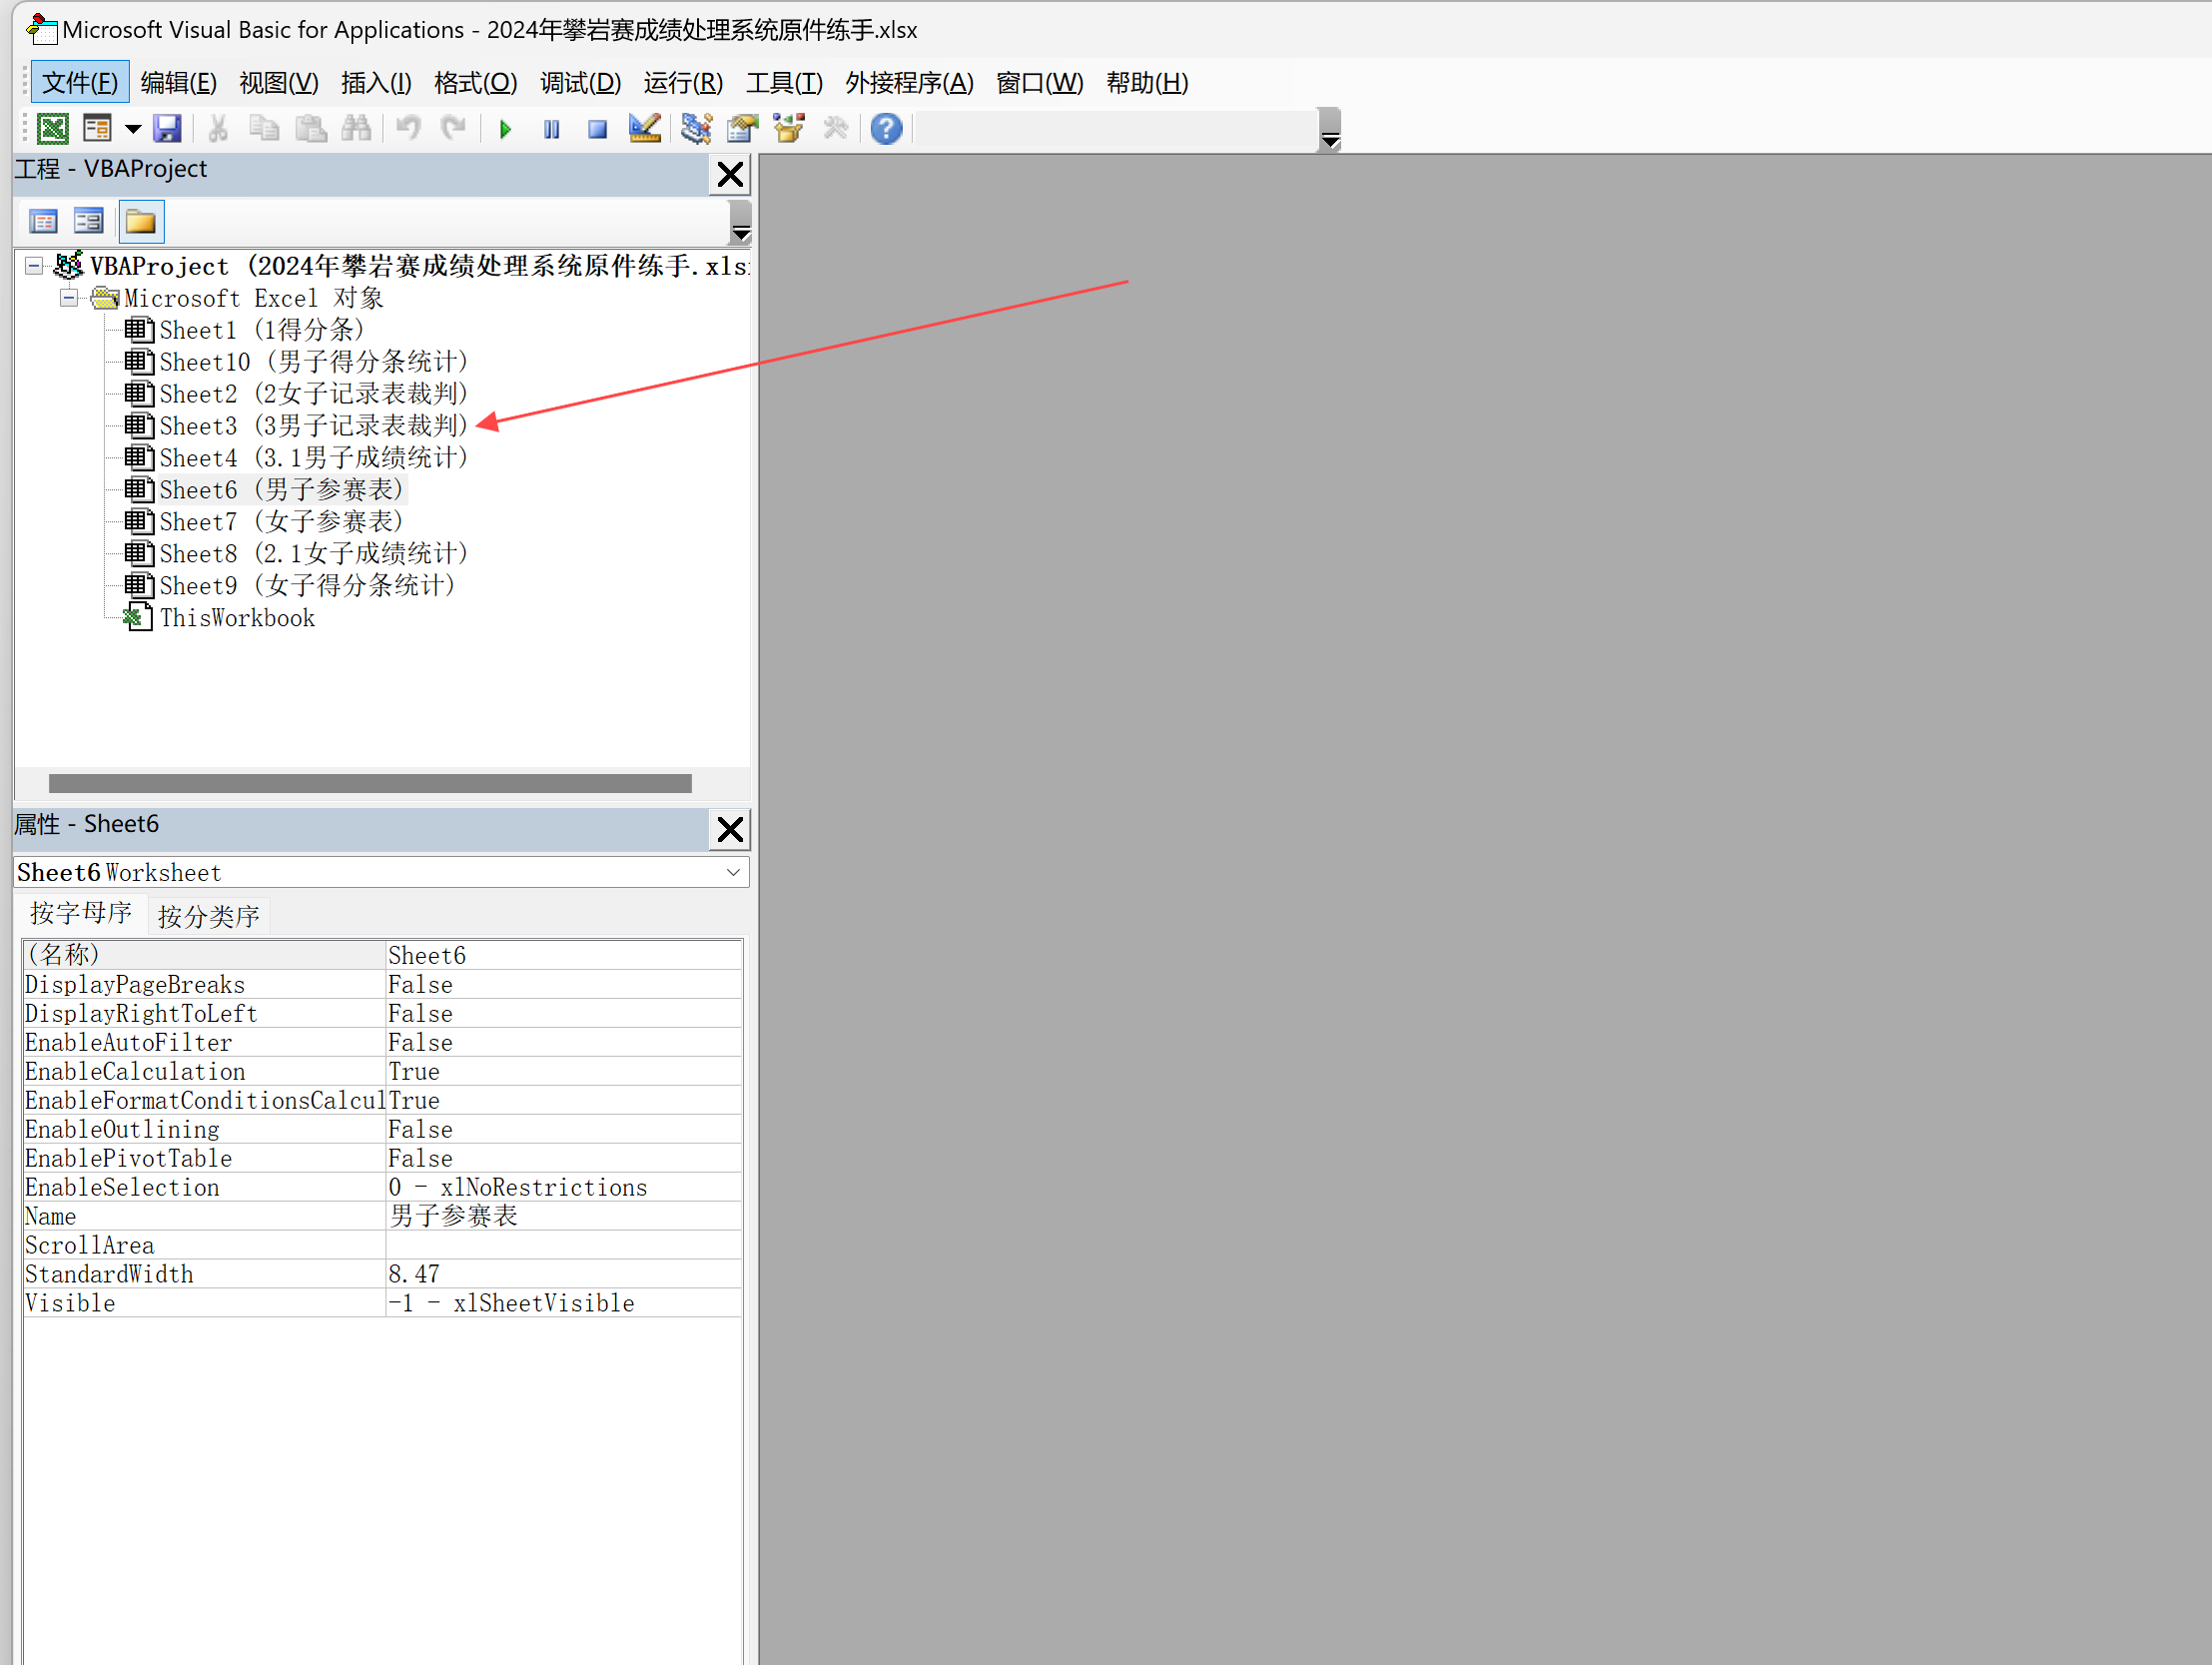 Microsoft Visual Basic for Applications - 2024年攀岩赛成绩处理系统原件练手.xlsx
文件(F) 编辑(E) 视图(V) 插入(I) 格式(O) 调试(D) 运行(R) 工具(T) 外接程序(A) 窗口(W) 帮助(H)
工程 - VBAProject
VBAProject (2024年攀岩赛成绩处理系统原件练手.xls
Microsoft Excel 对象
Sheet1 (1得分条)
Sheet10 (男子得分条统计)
Sheet2 (2女子记录表裁判)
Sheet3 (3男子记录表裁判)
Sheet4 (3.1男子成绩统计)
Sheet6 (男子参赛表)
Sheet7 (女子参赛表)
Sheet8 (2.1女子成绩统计)
Sheet9 (女子得分条统计)
ThisWorkbook
属性 - Sheet6
Sheet6 Worksheet
按字母序 按分类序
(名称) Sheet6
DisplayPageBreaks False
DisplayRightToLeft False
EnableAutoFilter False
EnableCalculation True
EnableFormatConditionsCalcul True
EnableOutlining False
EnablePivotTable False
EnableSelection 0 - xlNoRestrictions
Name 男子参赛表
ScrollArea
StandardWidth 8.47
Visible -1 - xlSheetVisible